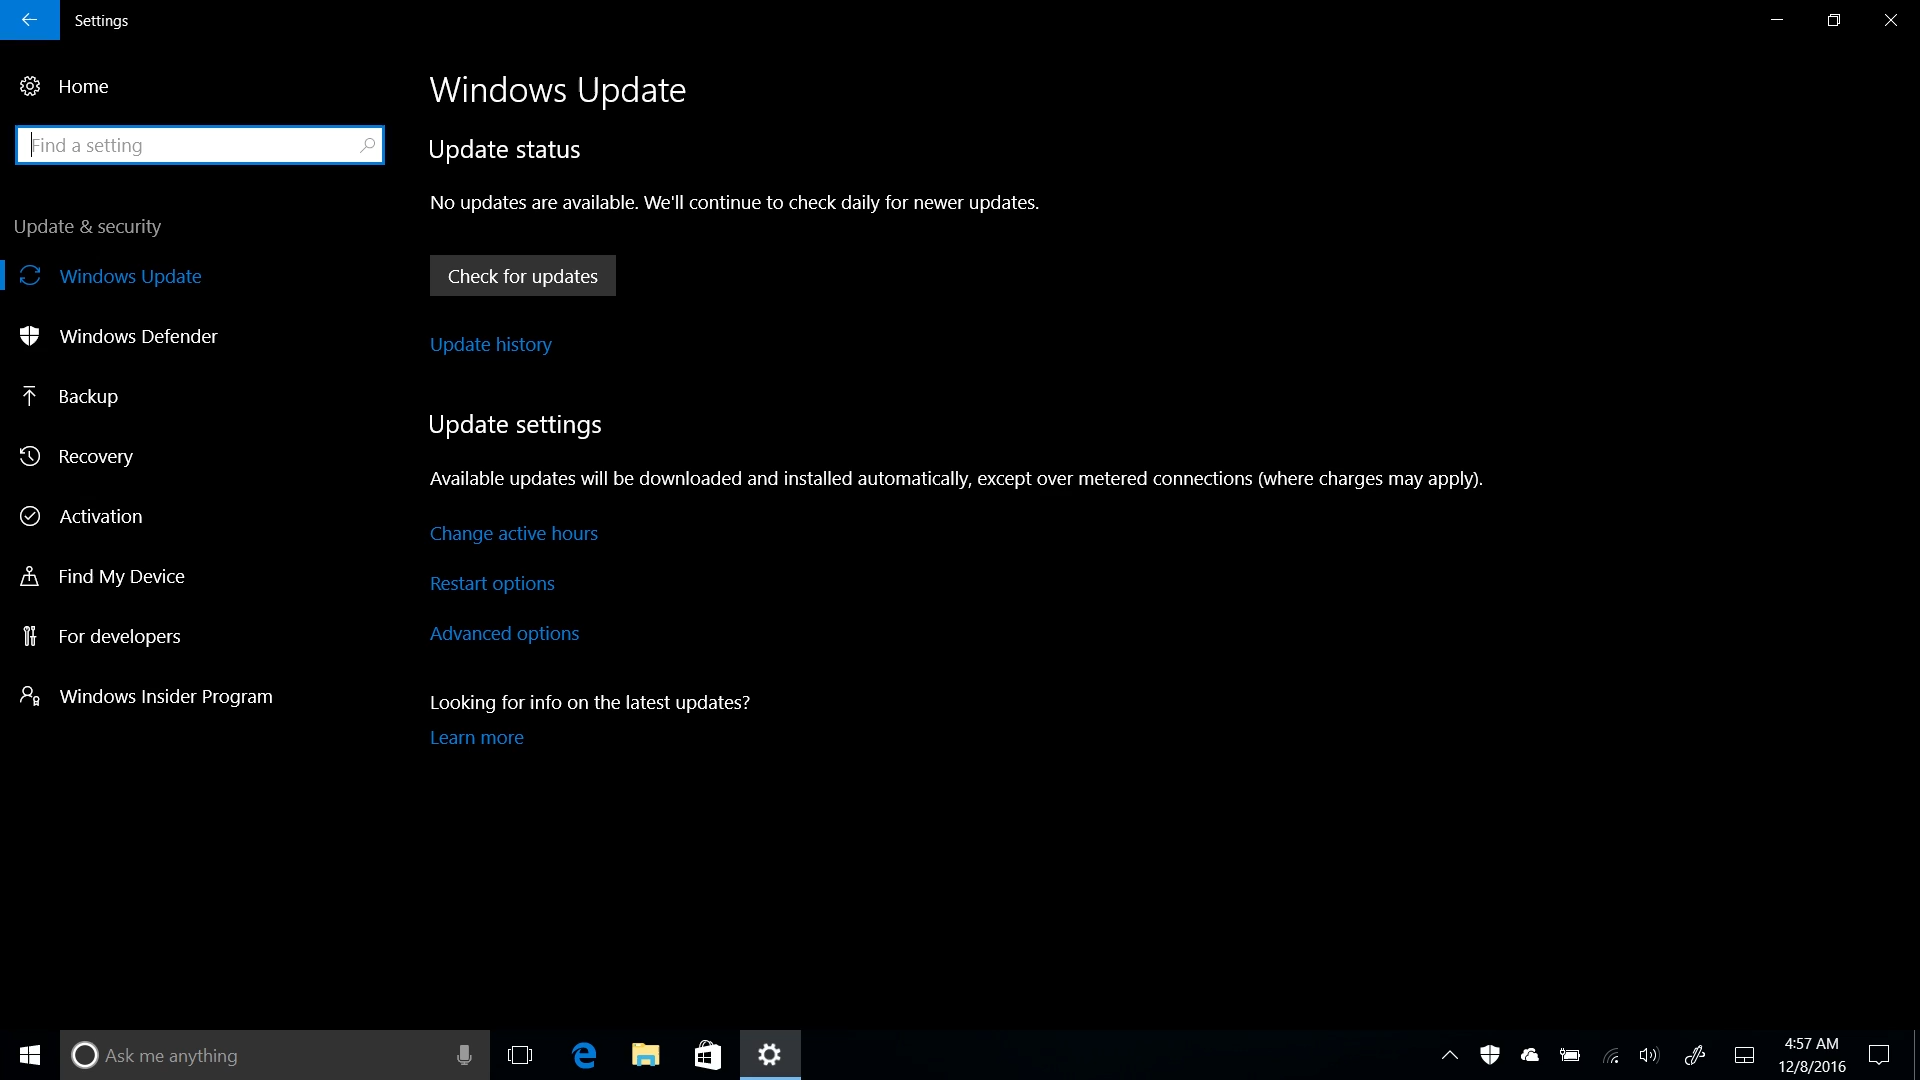 Settings
Home
Find a setting
Update & security
Windows Update
Windows Defender
Backup
Recovery
Activation
Find My Device
For developers
Windows Insider Program
Windows Update
Update status
No updates are available. We'll continue to check daily for newer updates.
Check for updates
Update history
Update settings
Available updates will be downloaded and installed automatically, except over metered connections (where charges may apply).
Change active hours
Restart options
Advanced options
Looking for info on the latest updates?
Learn more
Ask me anything
4:57 AM
12/8/2016